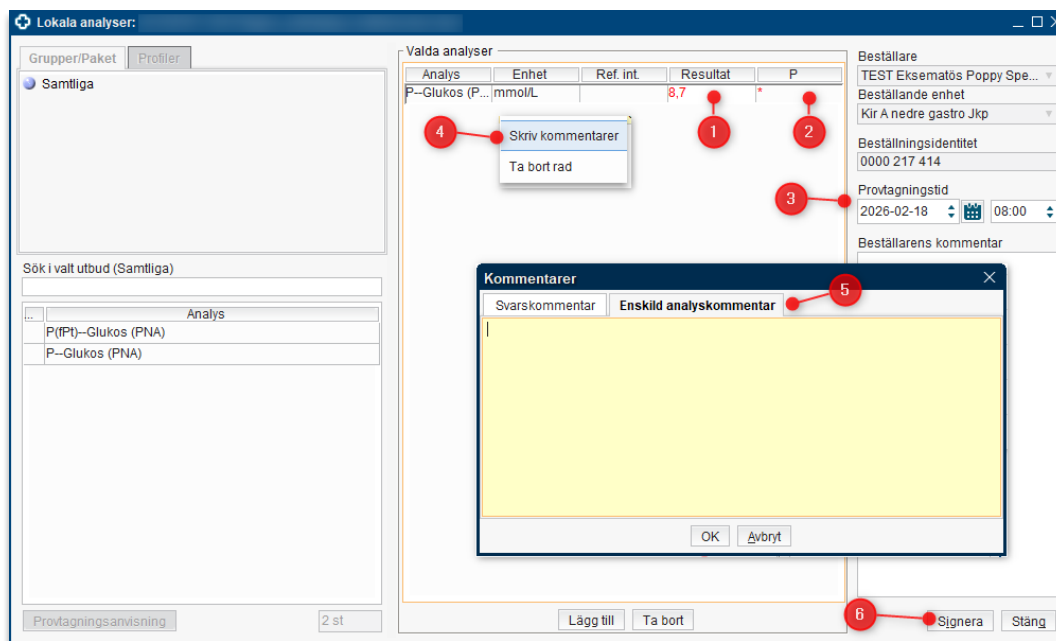 Lokala analyser:
Grupper/Paket Profiler
Samtliga
Sök i valt utbud (Samtliga)
... Analys
P(fPt)--Glukos (PNA)
P--Glukos (PNA)
Provtagningsanvisning 2 st
Valda analyser
Analys Enhet Ref. int. Resultat P
P--Glukos (P... mmol/L 8,7 *
1
2
4
Skriv kommentarer
Ta bort rad
Kommentarer
Svarskommentar Enskild analyskommentar
5
OK Avbryt
Lägg till Ta bort
Beställare
TEST Eksematös Poppy Spe...
Beställande enhet
Kir A nedre gastro Jkp
Beställningsidentitet
0000 217 414
Provtagningstid
3
2026-02-18 08:00
Beställarens kommentar
6
Signera Stäng